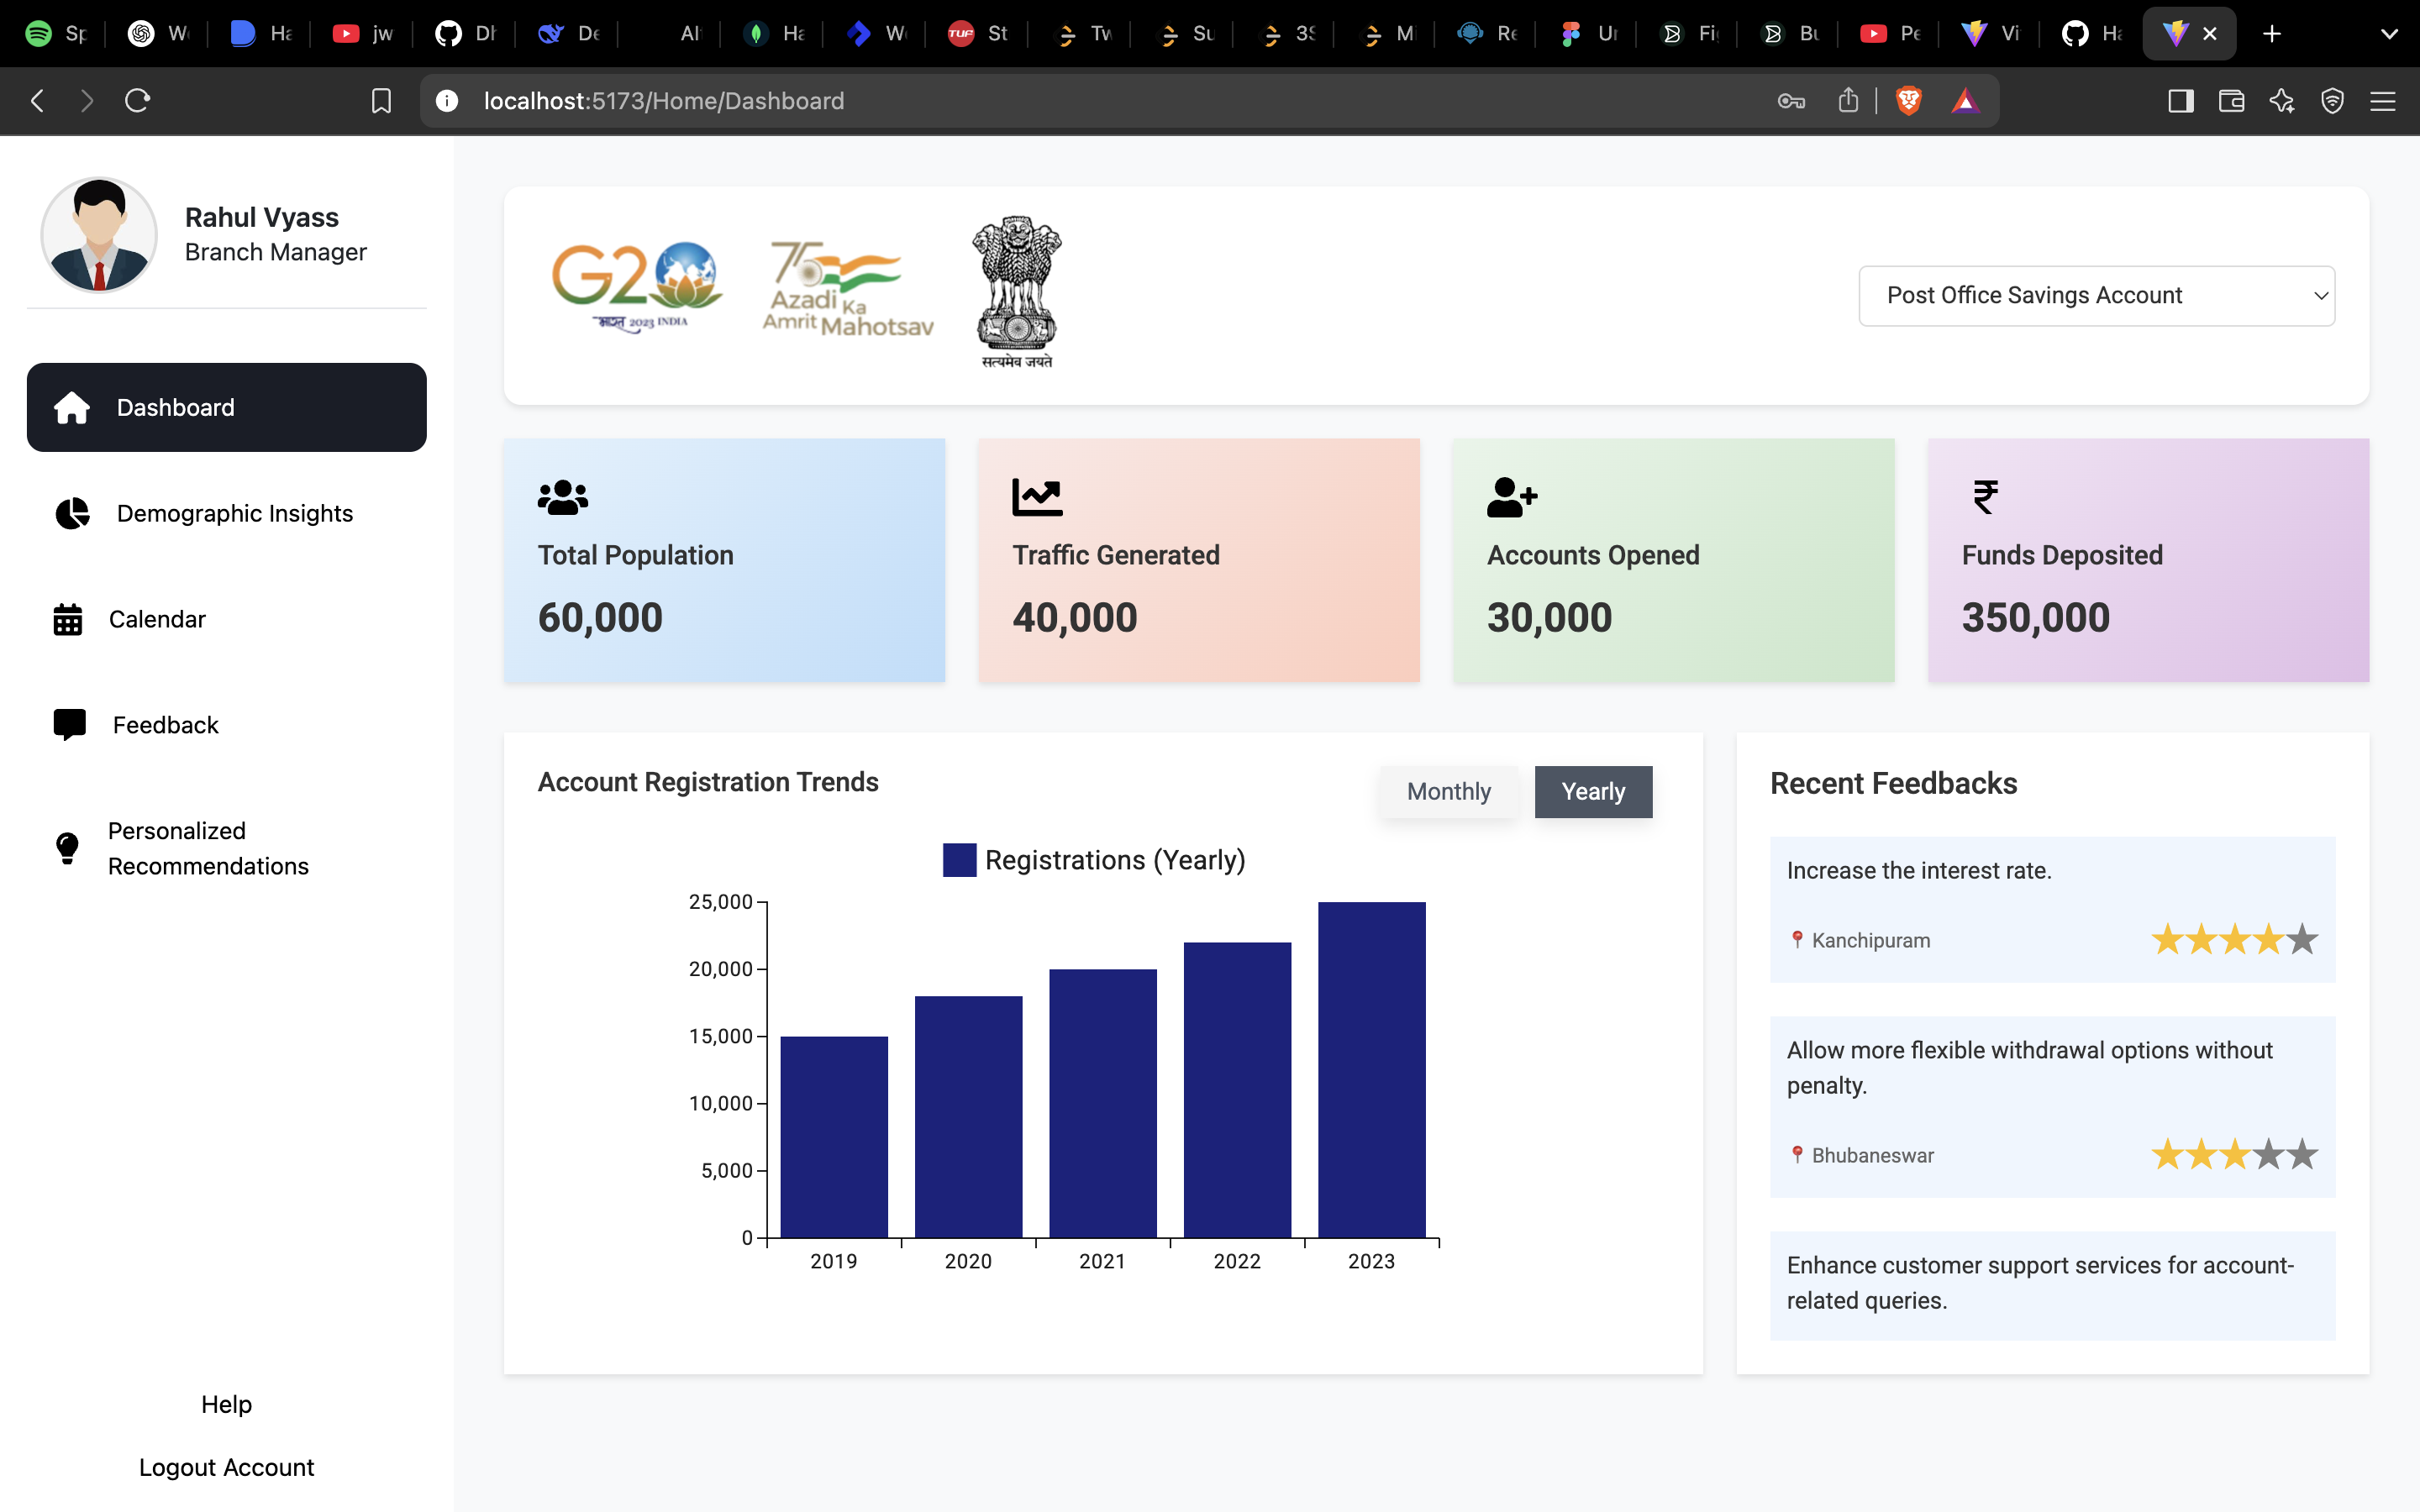 Sp
W
Ha
jw
DH
De
Al
Ha
W
TUF St
Tv
Su
3S
Mi
Re
Ur
Fi
Bu
Pe
Vi
Ha
localhost:5173/Home/Dashboard
Rahul Vyass
Branch Manager
Dashboard
Demographic Insights
Calendar
Feedback
Personalized
Recommendations
Help
Logout Account
G20
भारत 2023 INDIA
75
Azadi Ka
Amrit Mahotsav
सत्यमेव जयते
Post Office Savings Account
Total Population
60,000
Traffic Generated
40,000
Accounts Opened
30,000
₹
Funds Deposited
350,000
Account Registration Trends
Monthly
Yearly
Registrations (Yearly)
25,000
20,000
15,000
10,000
5,000
0
2019
2020
2021
2022
2023
Recent Feedbacks
Increase the interest rate.
Kanchipuram
Allow more flexible withdrawal options without
penalty.
Bhubaneswar
Enhance customer support services for account-
related queries.